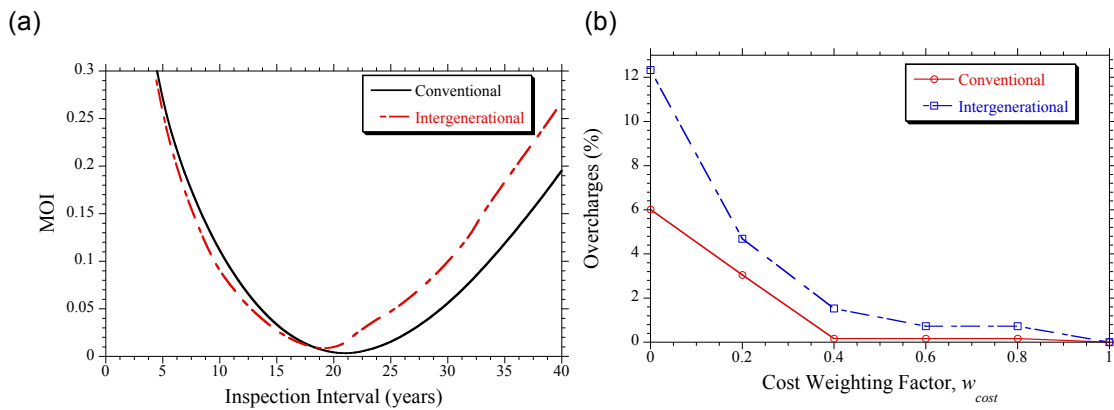 (a)
MOI
0.3
0.25
0.2
0.15
0.1
0.05
0
Conventional
Intergenerational
0 5 10 15 20 25 30 35 40
Inspection Interval (years)
(b)
Overcharges (%)
12
10
8
6
4
2
0
Conventional
Intergenerational
0 0.2 0.4 0.6 0.8 1
Cost Weighting Factor, w_cost